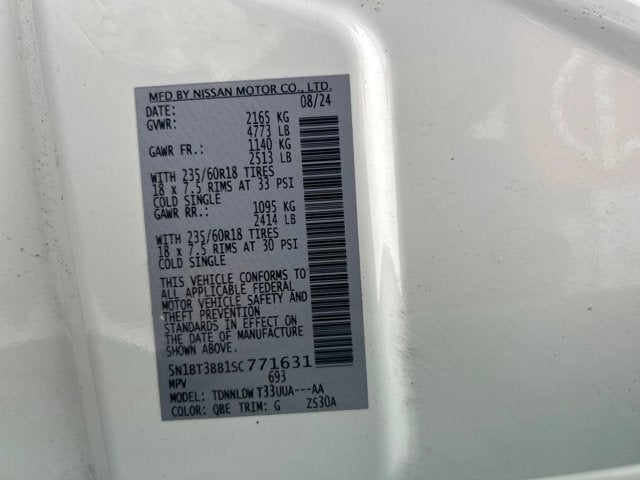 MFD BY NISSAN MOTOR CO., LTD.
DATE: 08/24
GVWR: 2165 KG
4773 LB
GAWR FR.: 1140 KG
2513 LB
WITH 235/60R18 TIRES
18 x 7.5 RIMS AT 33 PSI
COLD SINGLE
GAWR RR.: 1095 KG
2414 LB
WITH 235/60R18 TIRES
18 x 7.5 RIMS AT 30 PSI
COLD SINGLE
THIS VEHICLE CONFORMS TO
ALL APPLICABLE FEDERAL
MOTOR VEHICLE SAFETY AND
THEFT PREVENTION
STANDARDS IN EFFECT ON
THE DATE OF MANUFACTURE
SHOWN ABOVE.
5N1BT3BB1SC771631
MPV 693
MODEL: TDNNLDW T33UUA---AA
COLOR: QBE TRIM: G ZS30A